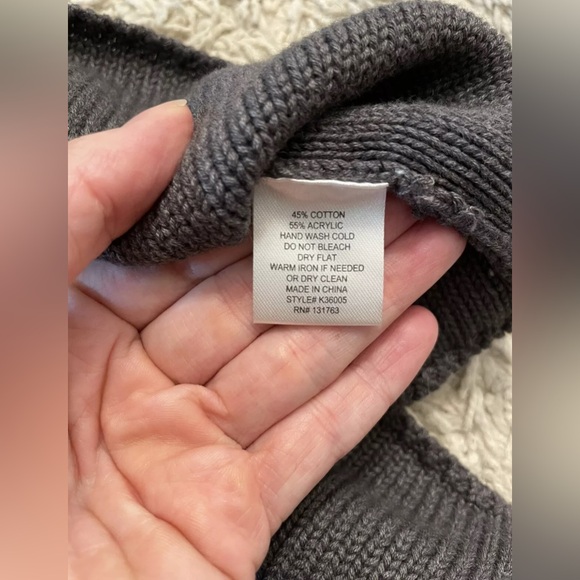 45% COTTON
55% ACRYLIC
HAND WASH COLD
DO NOT BLEACH
DRY FLAT
WARM IRON IF NEEDED
OR DRY CLEAN
MADE IN CHINA
STYLE# K36005
RN# 131763